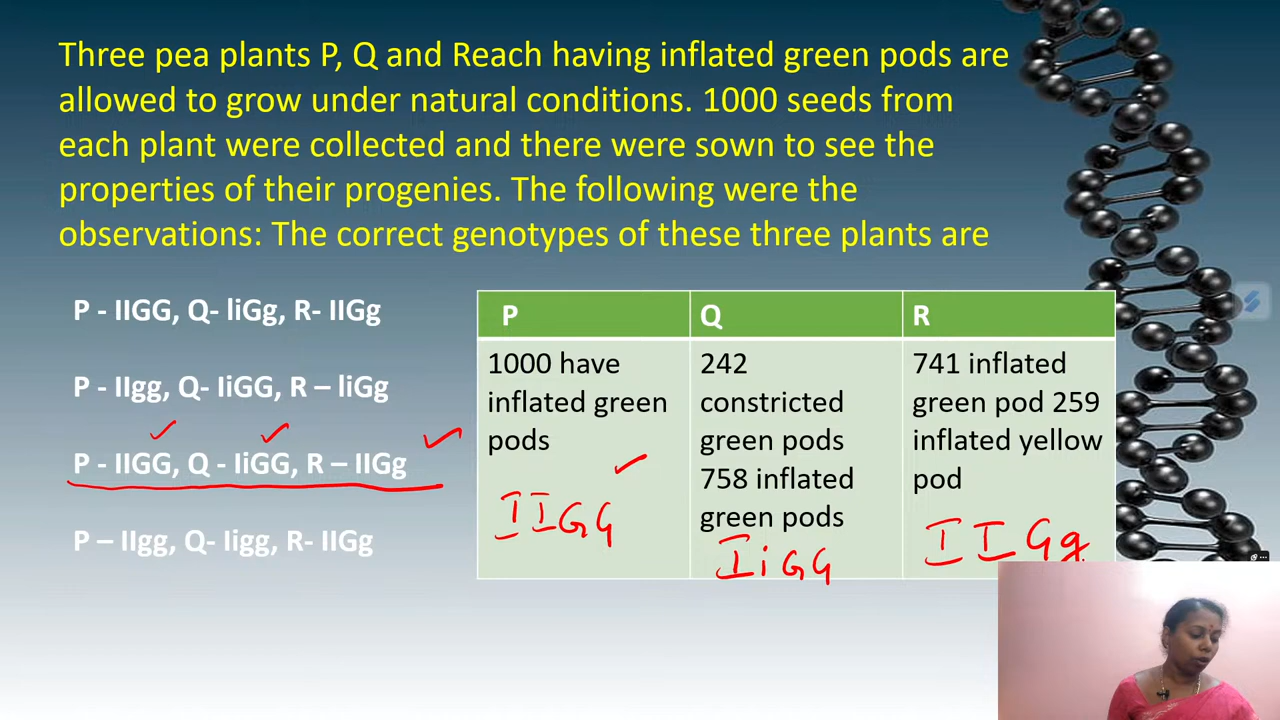 Three pea plants P, Q and Reach having inflated green pods are
allowed to grow under natural conditions. 1000 seeds from
each plant were collected and there were sown to see the
properties of their progenies. The following were the
observations: The correct genotypes of these three plants are
P - IIGG, Q- liGg, R- IIGg
P - IIgg, Q- IiGG, R – liGg
P - IIGG, Q - IiGG, R – IIGg
P – IIgg, Q- Iigg, R- IIGg
P Q R
1000 have
inflated green
pods
IIGG
242
constricted
green pods
758 inflated
green pods
IiGG
741 inflated
green pod 259
inflated yellow
pod
IIGg